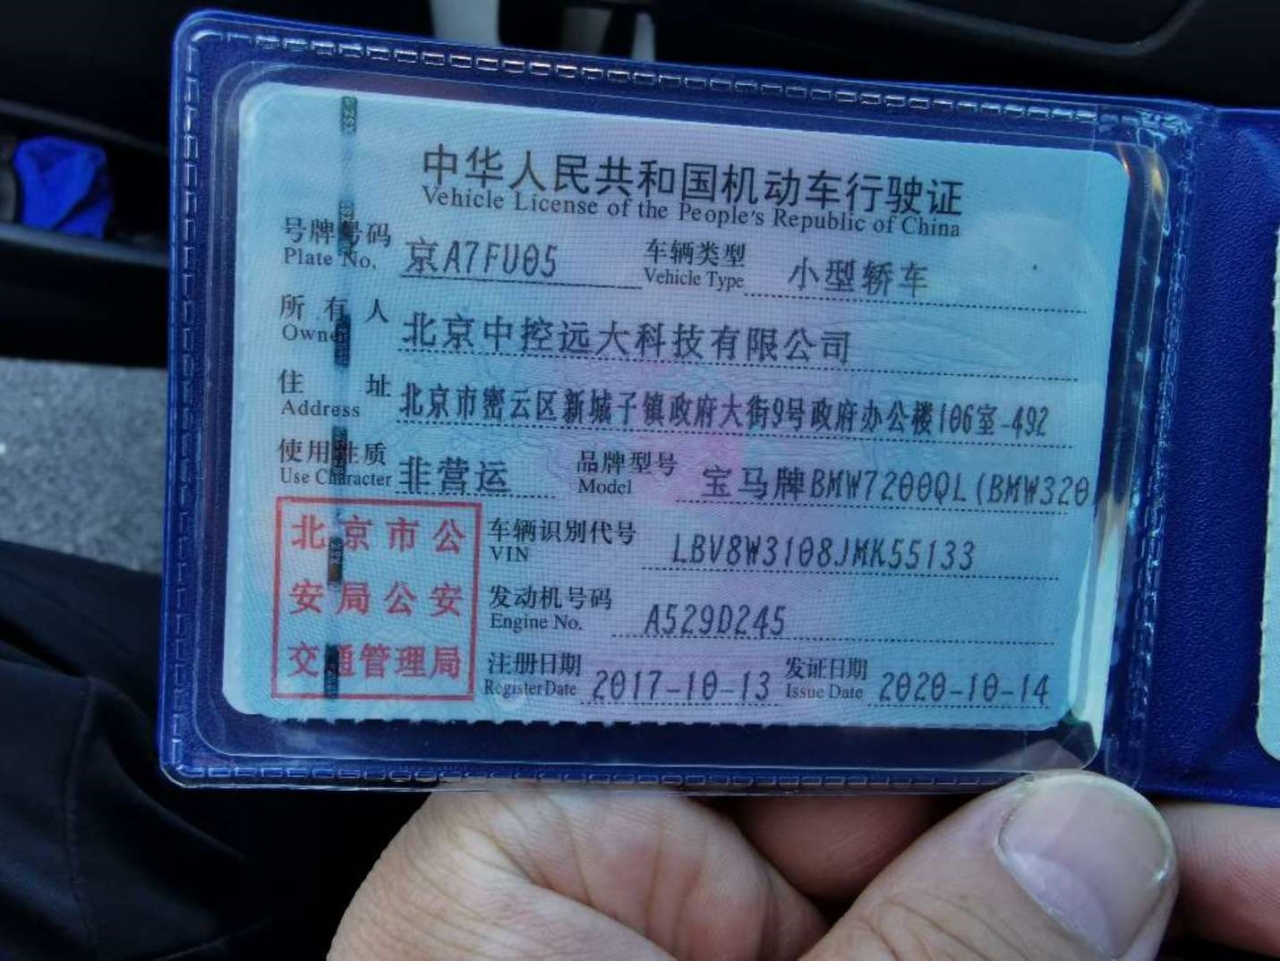 中华人民共和国机动车行驶证
Vehicle License of the People's Republic of China
号牌号码 京A7FU05 车辆类型 小型轿车
Plate No. Vehicle Type
所有人 北京中控远大科技有限公司
Owner
住址 北京市密云区新城子镇政府大街9号政府办公楼106室-492
Address
使用性质 非营运 品牌型号 宝马牌BMW7200QL(BMW320
Use Character Model
北京市公 车辆识别代号 LBV8W3108JMK55133
VIN
安局公安 发动机号码 A529D245
Engine No.
交通管理局 注册日期 2017-10-13 发证日期 2020-10-14
Register Date Issue Date